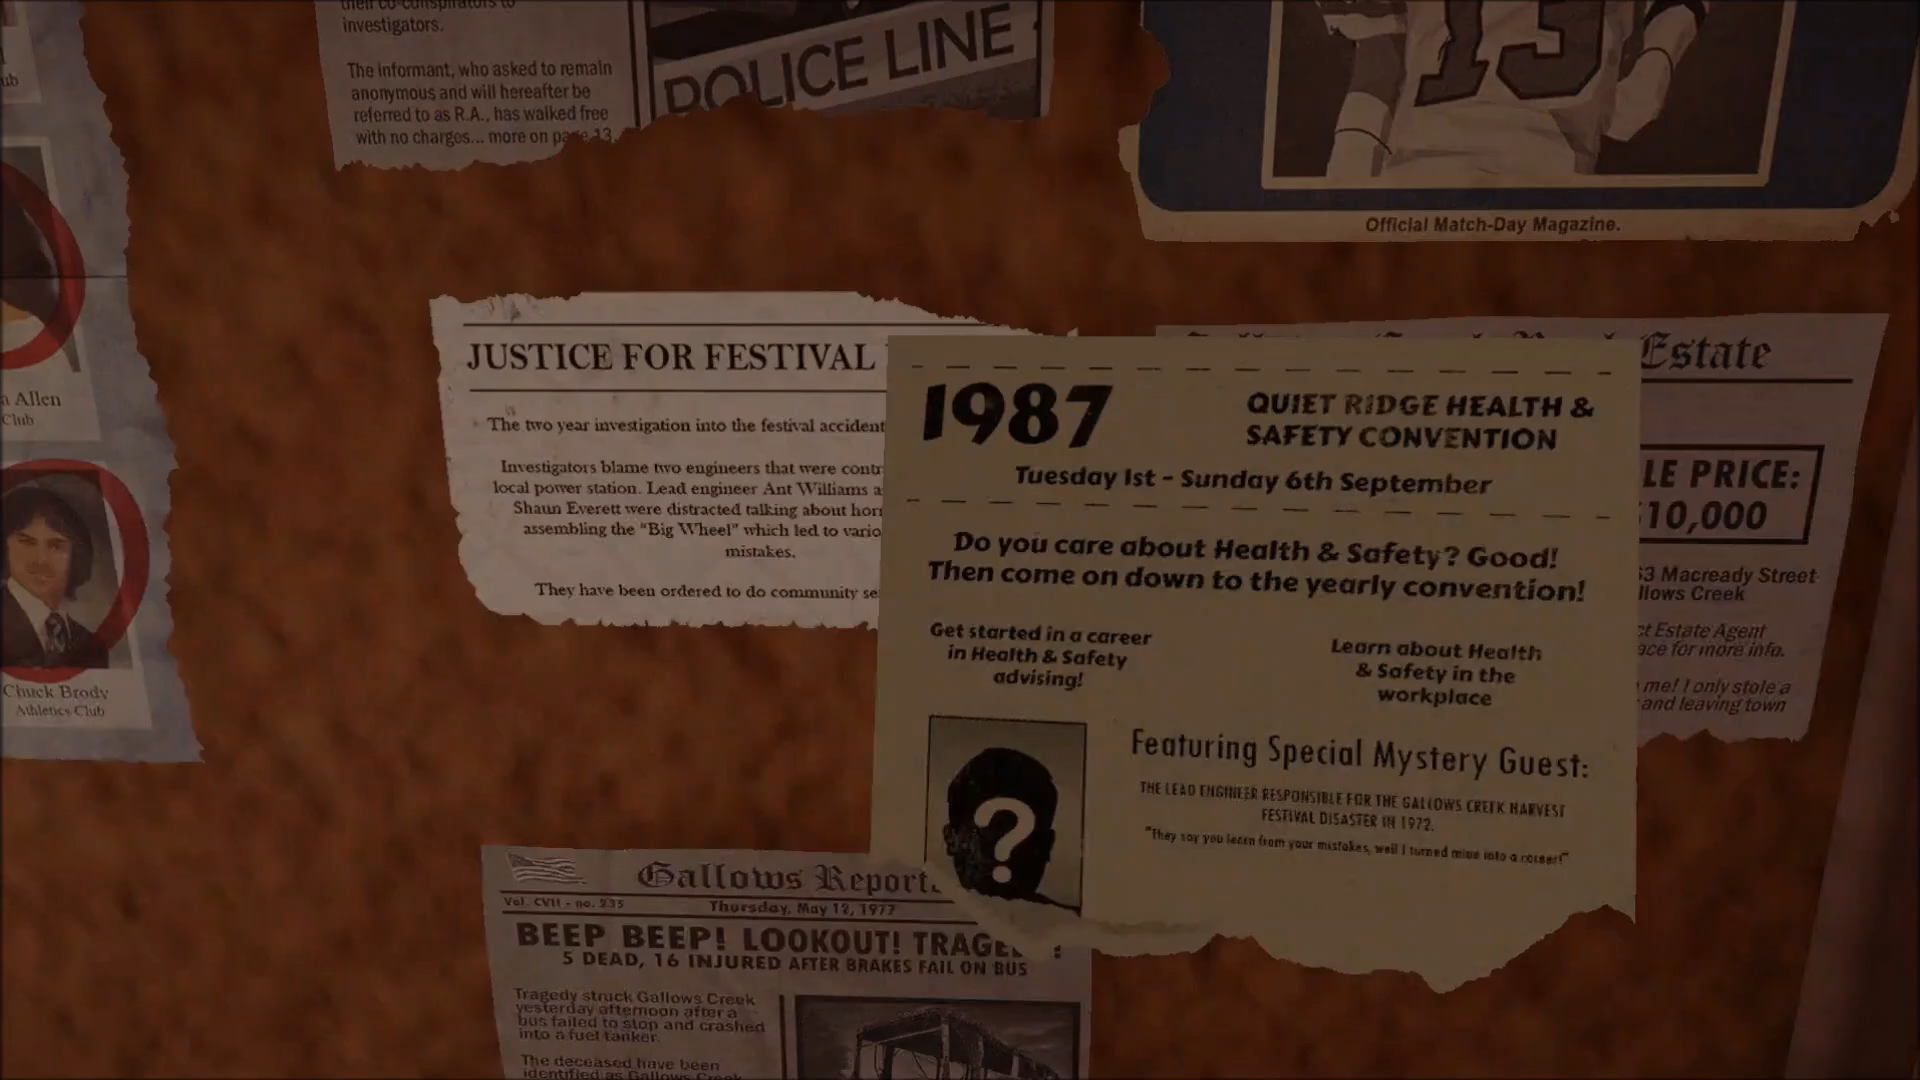 investigators.
The informant, who asked to remain
anonymous and will hereafter be
referred to as R.A., has walked free
with no charges... more on page 13.
POLICE LINE
13
Official Match-Day Magazine.
a Allen
Club
Chuck Brody
Athletics Club
JUSTICE FOR FESTIVAL
The two year investigation into the festival accident
Investigators blame two engineers that were contr
local power station. Lead engineer Ant Williams a
Shaun Everett were distracted talking about hor
assembling the "Big Wheel" which led to vario
mistakes.
They have been ordered to do community se
1987
QUIET RIDGE HEALTH &
SAFETY CONVENTION
Tuesday 1st - Sunday 6th September
Do you care about Health & Safety? Good!
Then come on down to the yearly convention!
Get started in a career
in Health & Safety
advising!
Learn about Health
& Safety in the
workplace
Featuring Special Mystery Guest:
THE LEAD ENGINEER RESPONSIBLE FOR THE GALLOWS CREEK HARVEST
FESTIVAL DISASTER IN 1972.
"They say you learn from your mistakes, well I turned mine into a career!"
?
Estate
LE PRICE:
10,000
63 Macready Street
llows Creek
ct Estate Agent
ace for more info.
me! I only stole a
and leaving town
Gallows Report
Vol. CVII - no. 235
Thursday, May 12, 1977
BEEP BEEP! LOOKOUT! TRAGE
5 DEAD, 16 INJURED AFTER BRAKES FAIL ON BUS
Tragedy struck Gallows Creek
yesterday afternoon after a
bus failed to stop and crashed
into a fuel tanker.
The deceased have been
identified as Gallows Creek